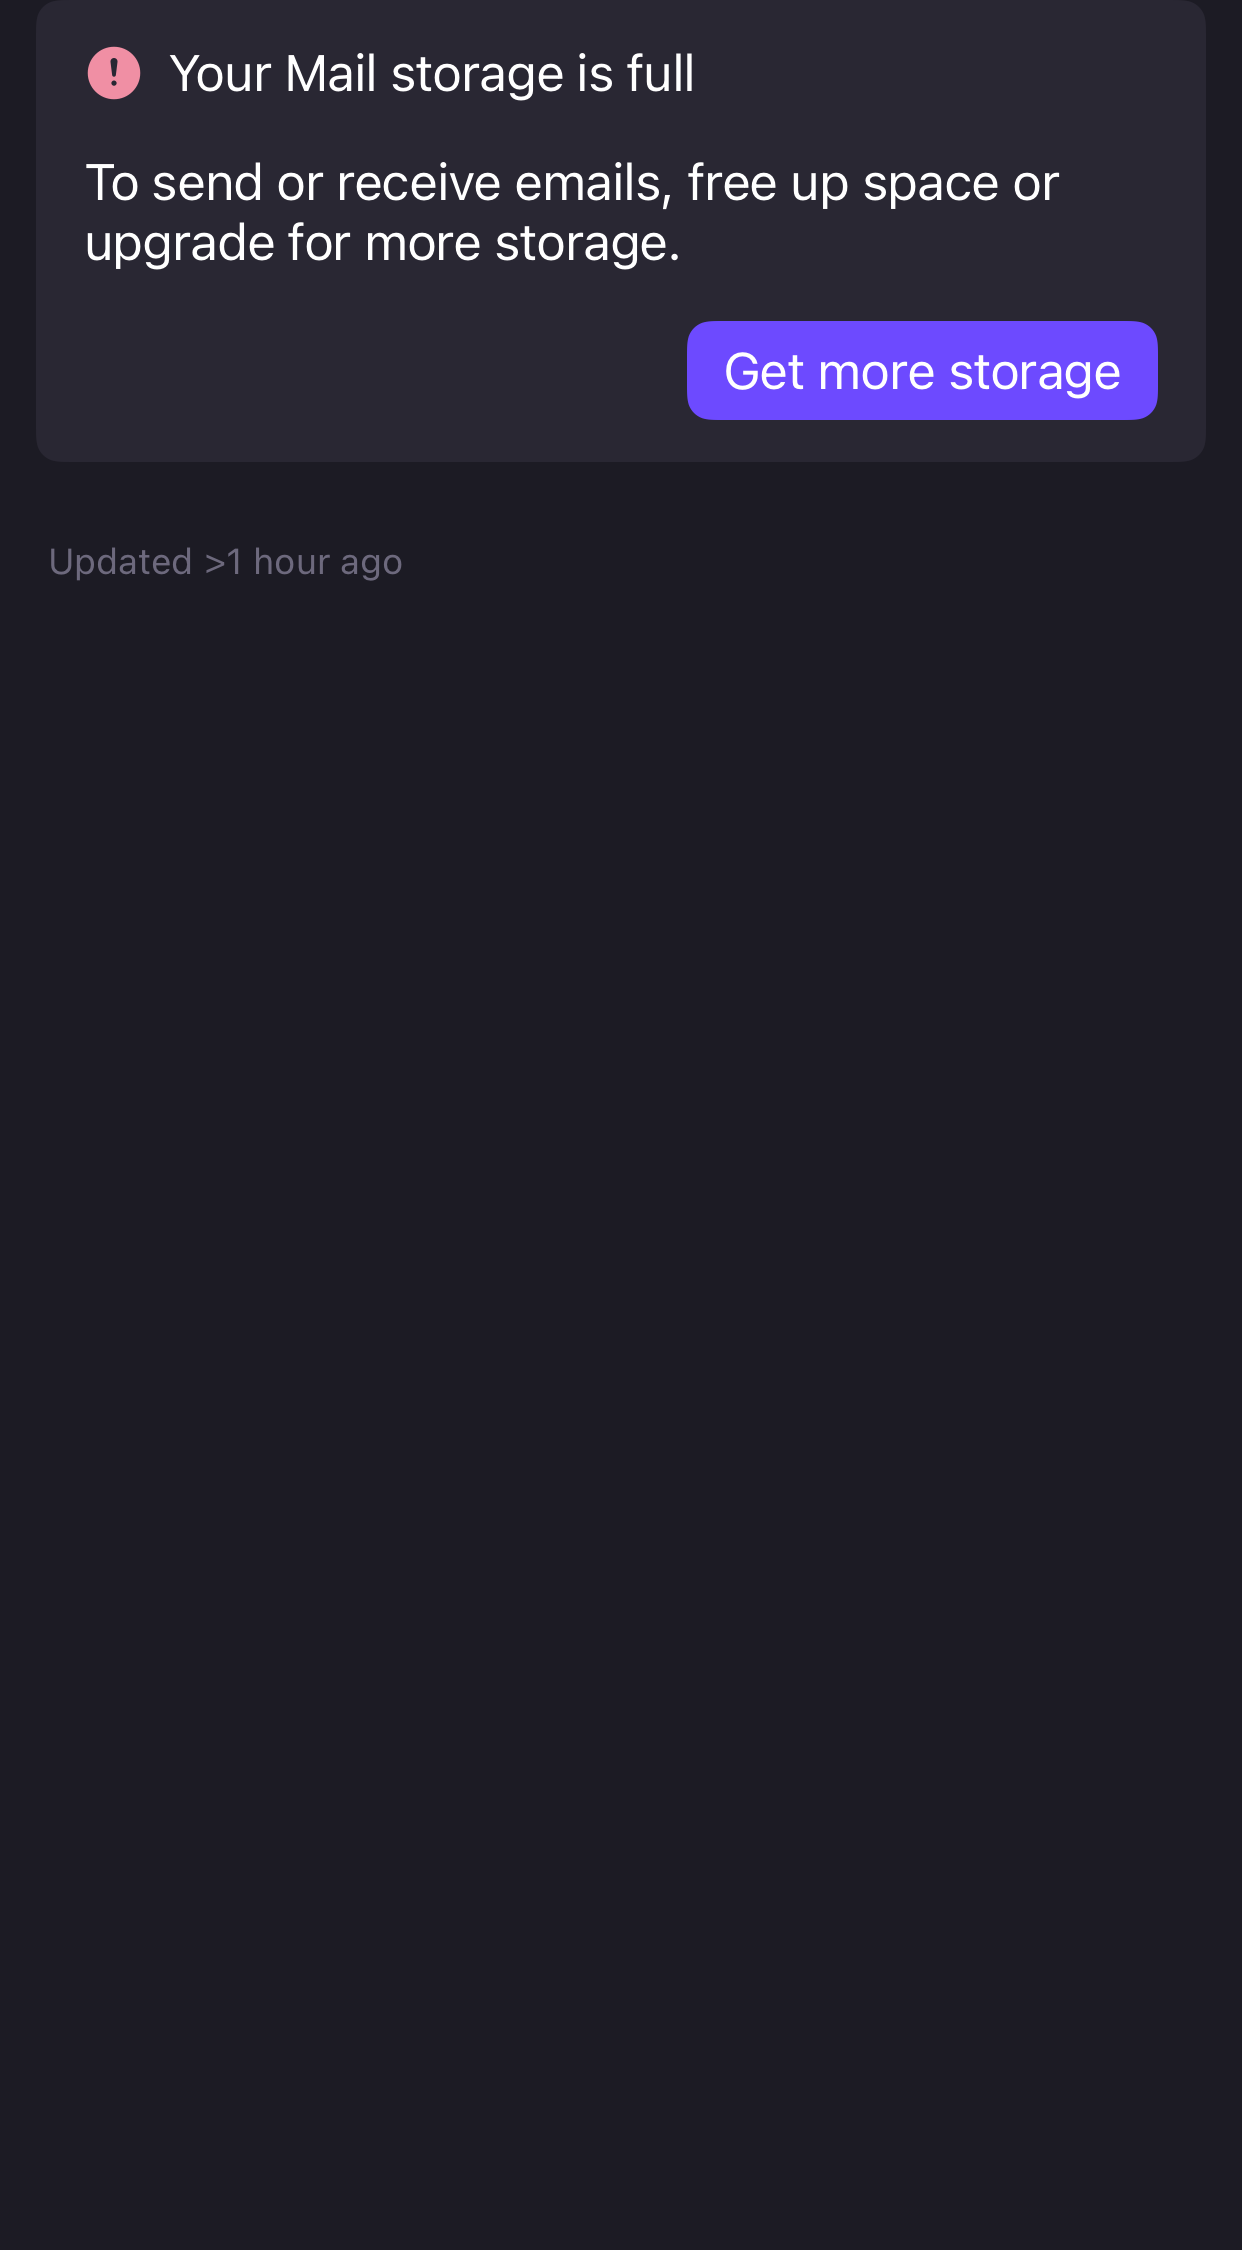 Your Mail storage is full
To send or receive emails, free up space or
upgrade for more storage.
Get more storage
Updated >1 hour ago